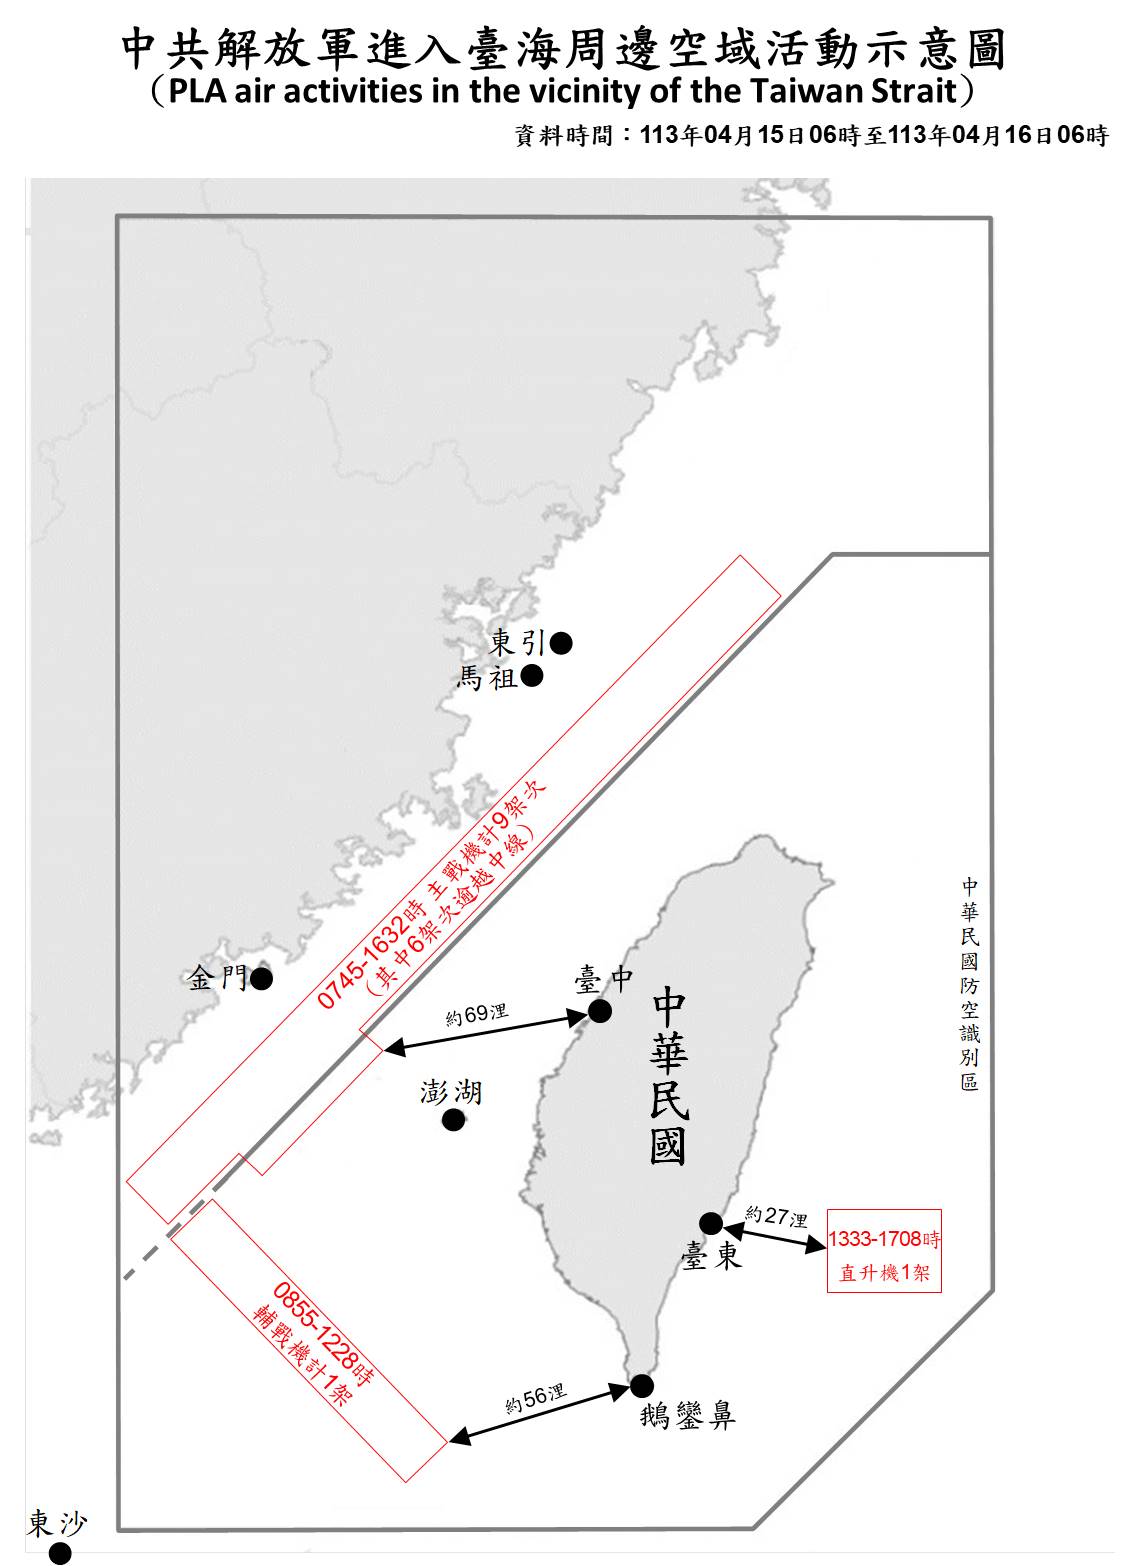 中共解放軍進入臺海周邊空域活動示意圖
（PLA air activities in the vicinity of the Taiwan Strait）
資料時間：113年04月15日06時至113年04月16日06時
東引
馬祖
0745-1632時 主戰機計9架次
（其中6架次逾越中線）
中華民國防空識別區
金門
臺中
約69浬
中華民國
澎湖
約27浬
1333-1708時
直升機1架
臺東
0855-1228時
輔戰機計1架
約56浬
鵝鑾鼻
東沙